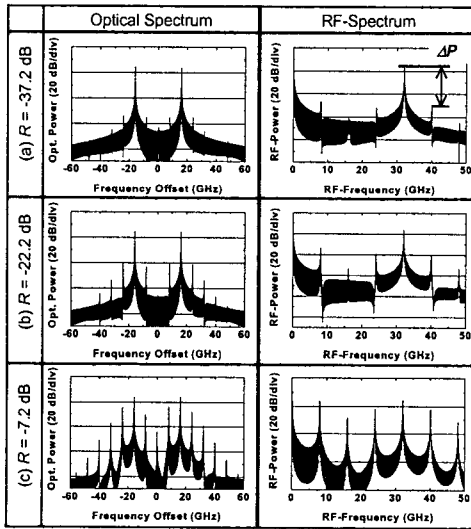 Optical Spectrum
RF-Spectrum
(a) R = -37.2 dB
Opt. Power (20 dB/div)
-60 -40 -20 0 20 40 60
Frequency Offset (GHz)
RF-Power (20 dB/div)
ΔP
0 10 20 30 40 50
RF-Frequency (GHz)
(b) R = -22.2 dB
Opt. Power (20 dB/div)
-60 -40 -20 0 20 40 60
Frequency Offset (GHz)
RF-Power (20 dB/div)
0 10 20 30 40 50
RF-Frequency (GHz)
(c) R = -7.2 dB
Opt. Power (20 dB/div)
-60 -40 -20 0 20 40 60
Frequency Offset (GHz)
RF-Power (20 dB/div)
0 10 20 30 40 50
RF-Frequency (GHz)